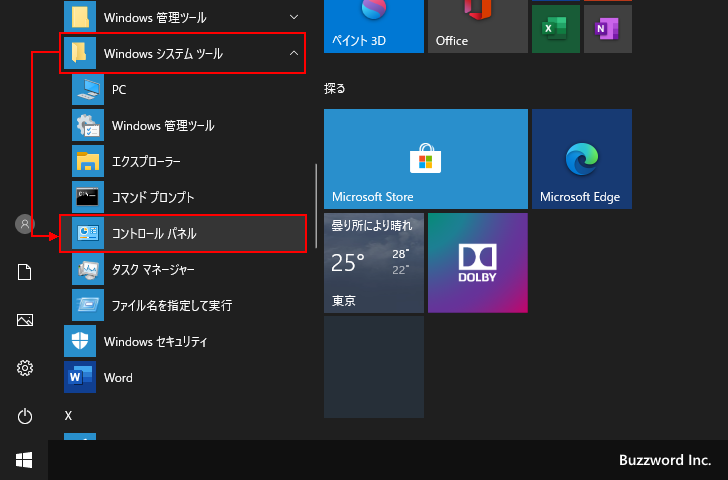 Windows 管理ツール
Windows システム ツール
PC
Windows 管理ツール
エクスプローラー
コマンド プロンプト
コントロール パネル
タスク マネージャー
ファイル名を指定して実行
Windows セキュリティ
Word
X
ペイント 3D
Office
探る
Microsoft Store
Microsoft Edge
曇り所により晴れ
25°
28°
22°
東京
DOLBY
Buzzword Inc.